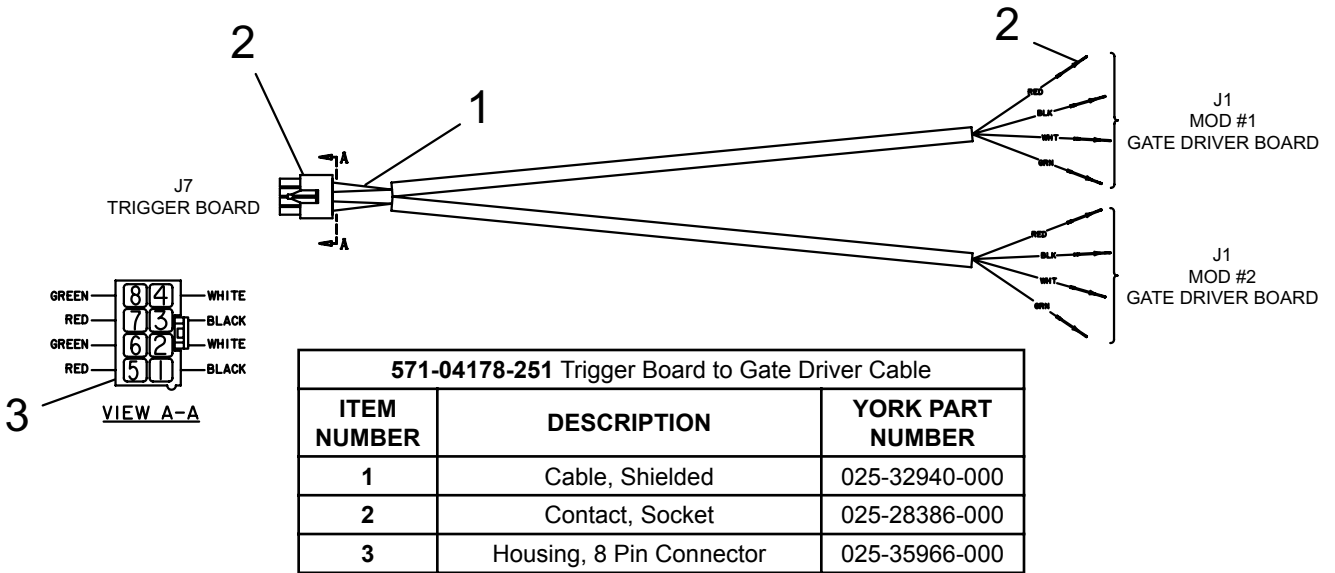 2
2
1
RED
BLK
WHT
GRN
J1
MOD #1
GATE DRIVER BOARD
A
J7
TRIGGER BOARD
A
RED
BLK
WHT
GRN
J1
MOD #2
GATE DRIVER BOARD
GREEN 8 4 WHITE
RED 7 3 BLACK
GREEN 6 2 WHITE
RED 5 1 BLACK
3
VIEW A-A
571-04178-251 Trigger Board to Gate Driver Cable
ITEM NUMBER DESCRIPTION YORK PART NUMBER
1 Cable, Shielded 025-32940-000
2 Contact, Socket 025-28386-000
3 Housing, 8 Pin Connector 025-35966-000